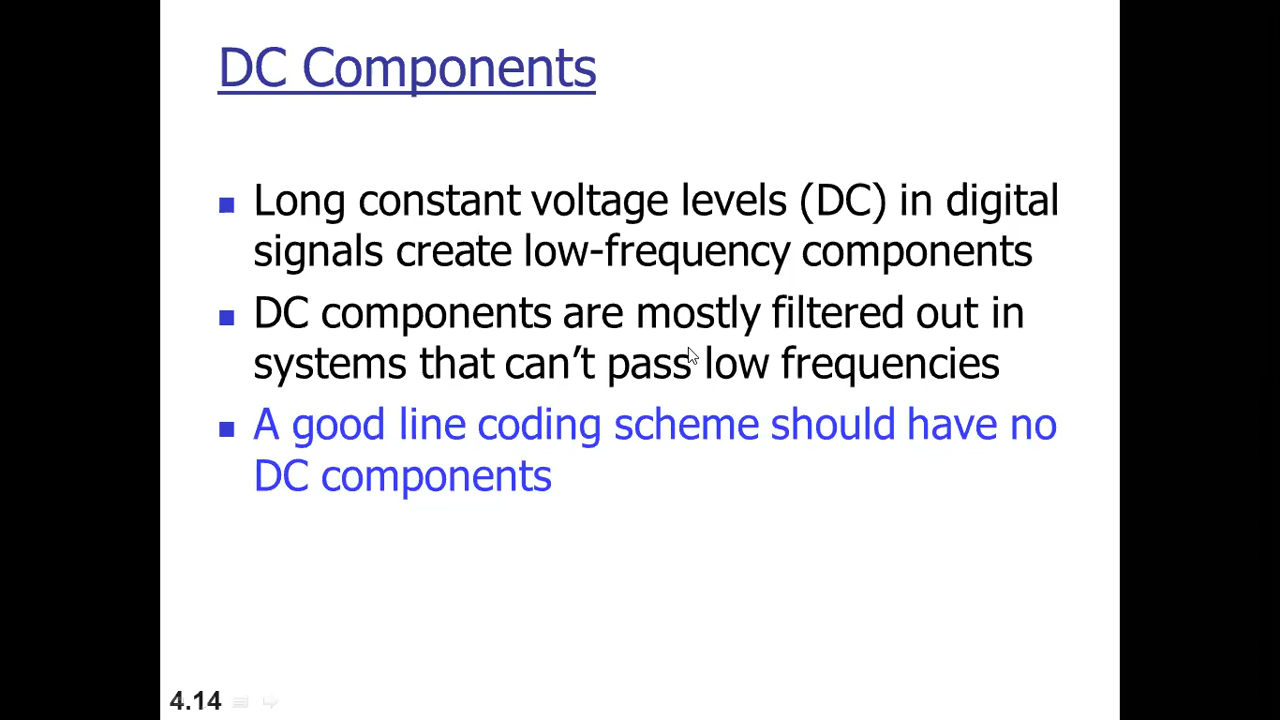 DC Components
Long constant voltage levels (DC) in digital
signals create low-frequency components
DC components are mostly filtered out in
systems that can’t pass low frequencies
A good line coding scheme should have no
DC components
4.14